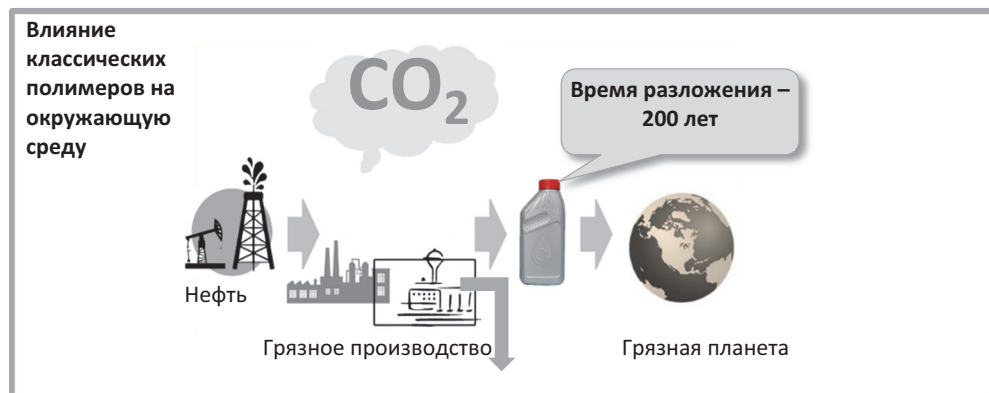 Влияние
классических
полимеров на
окружающую
среду
CO₂
Время разложения –
200 лет
Нефть
Грязное производство
Грязная планета